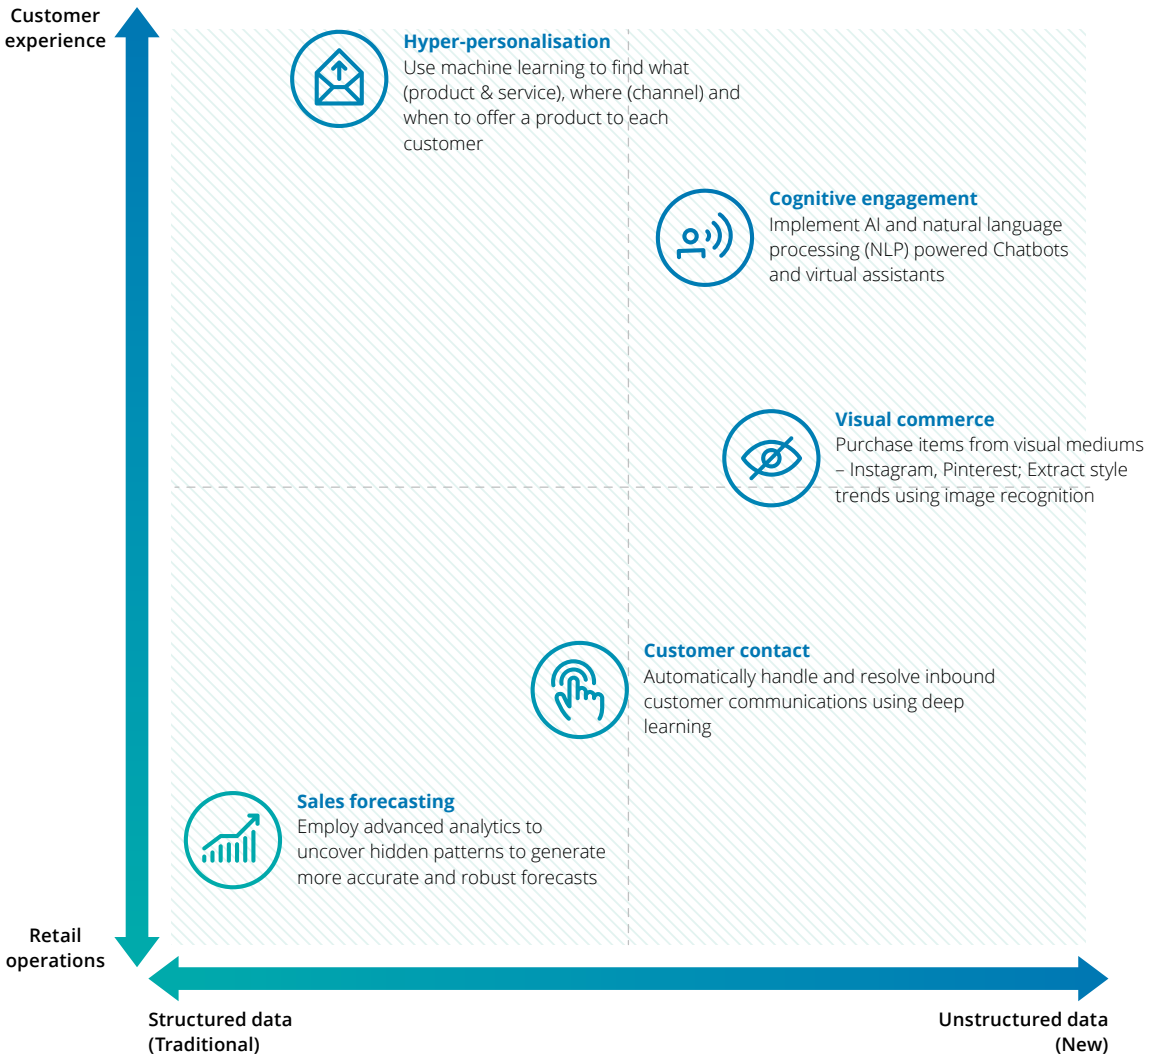 Customer
experience
Hyper-personalisation
Use machine learning to find what
(product & service), where (channel) and
when to offer a product to each
customer
Cognitive engagement
Implement AI and natural language
processing (NLP) powered Chatbots
and virtual assistants
Visual commerce
Purchase items from visual mediums
– Instagram, Pinterest; Extract style
trends using image recognition
Customer contact
Automatically handle and resolve inbound
customer communications using deep
learning
Sales forecasting
Employ advanced analytics to
uncover hidden patterns to generate
more accurate and robust forecasts
Retail
operations
Structured data
(Traditional)
Unstructured data
(New)